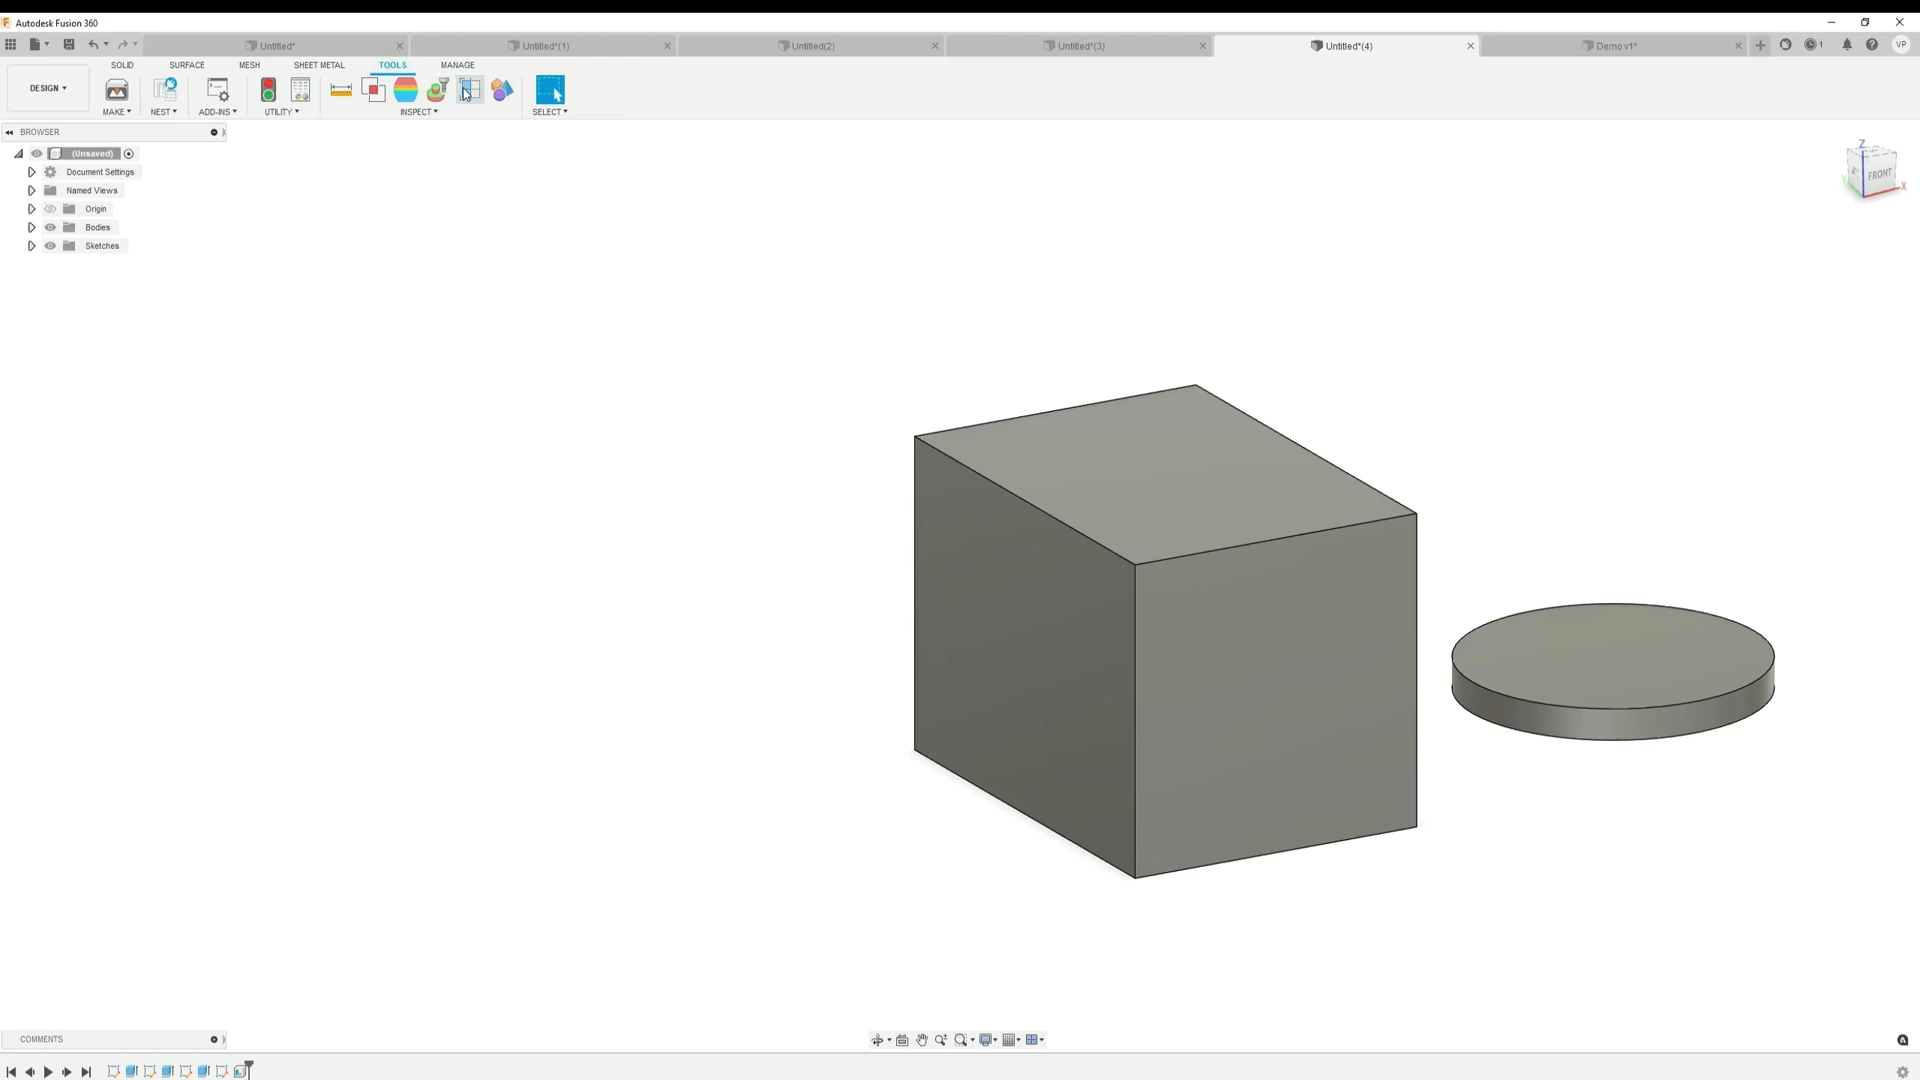 Autodesk Fusion 360
Untitled* Untitled*(1) Untitled(2) Untitled*(3) Untitled*(4) Demo v1* 1 VP
SOLID SURFACE MESH SHEET METAL TOOLS MANAGE
DESIGN
MAKE NEST ADD-INS UTILITY INSPECT SELECT
BROWSER
(Unsaved)
Document Settings
Named Views
Origin
Bodies
Sketches
Z
FRONT
X
COMMENTS